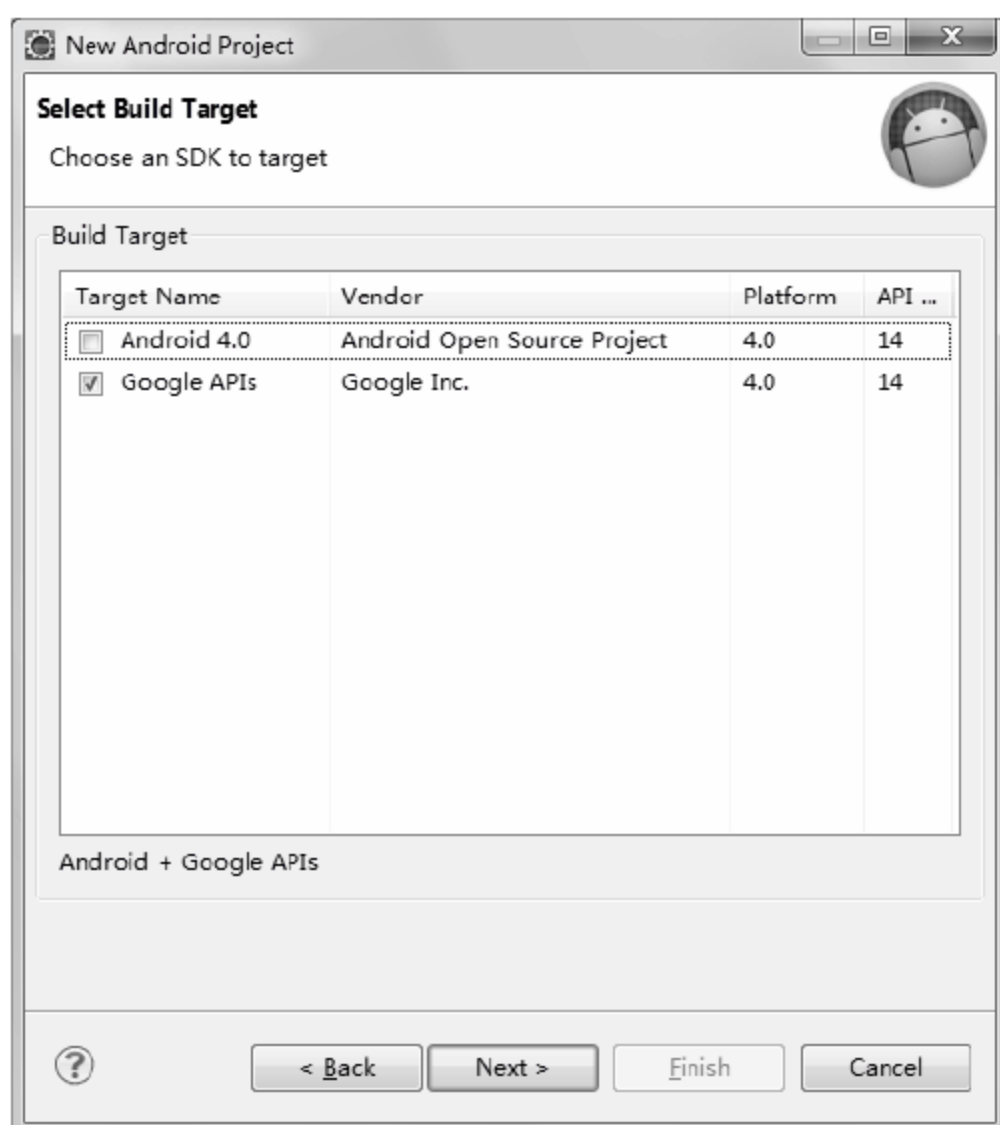 New Android Project
Select Build Target
Choose an SDK to target
Build Target
Target Name Vendor Platform API ...
Android 4.0 Android Open Source Project 4.0 14
Google APIs Google Inc. 4.0 14
Android + Google APIs
? < Back Next > Finish Cancel